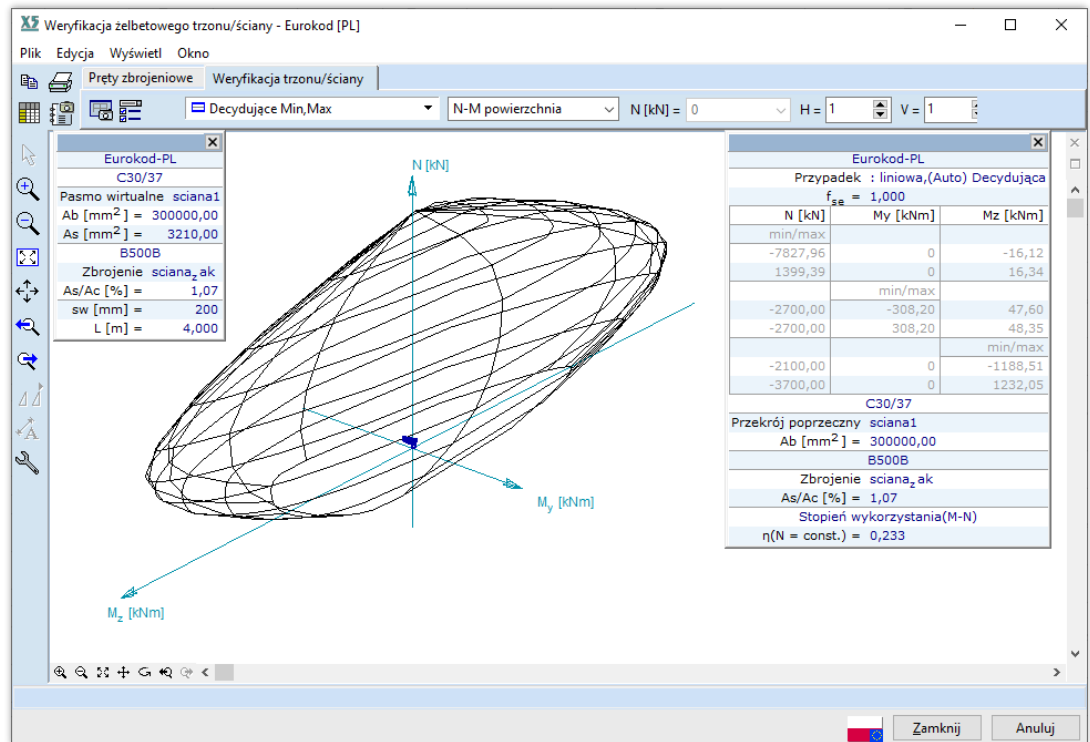 X5 Weryfikacja żelbetowego trzonu/ściany - Eurokod [PL]
Plik Edycja Wyświetl Okno
Pręty zbrojeniowe Weryfikacja trzonu/ściany
Decydujące Min,Max N-M powierzchnia N [kN] = 0 H = 1 V = 1
Eurokod-PL
C30/37
Pasmo wirtualne sciana1
Ab [mm2] = 300000,00
As [mm2] = 3210,00
B500B
Zbrojenie sciana_z ak
As/Ac [%] = 1,07
sw [mm] = 200
L [m] = 4,000
N [kN]
My [kNm]
Mz [kNm]
Eurokod-PL
Przypadek : liniowa,(Auto) Decydująca
fse = 1,000
N [kN] My [kNm] Mz [kNm]
min/max
-7827,96 0 -16,12
1399,39 0 16,34
min/max
-2700,00 -308,20 47,60
-2700,00 308,20 48,35
min/max
-2100,00 0 -1188,51
-3700,00 0 1232,05
C30/37
Przekrój poprzeczny sciana1
Ab [mm2] = 300000,00
B500B
Zbrojenie sciana_z ak
As/Ac [%] = 1,07
Stopień wykorzystania(M-N)
η(N = const.) = 0,233
Zamknij Anuluj